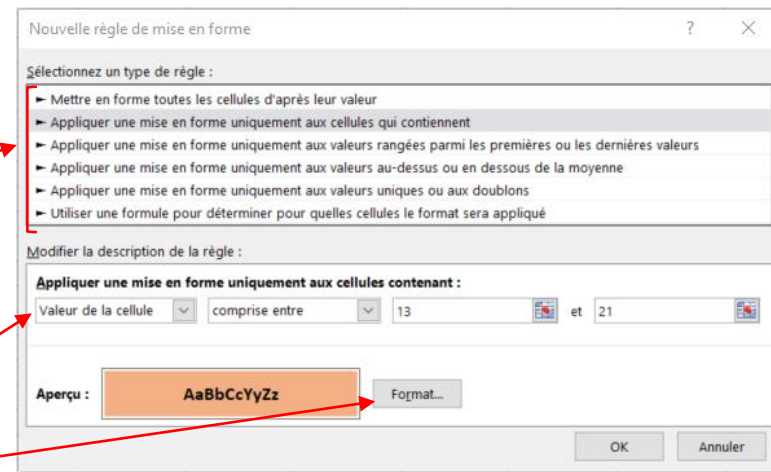 Nouvelle règle de mise en forme ?
Sélectionnez un type de règle :
► Mettre en forme toutes les cellules d'après leur valeur
► Appliquer une mise en forme uniquement aux cellules qui contiennent
► Appliquer une mise en forme uniquement aux valeurs rangées parmi les premières ou les dernières valeurs
► Appliquer une mise en forme uniquement aux valeurs au-dessus ou en dessous de la moyenne
► Appliquer une mise en forme uniquement aux valeurs uniques ou aux doublons
► Utiliser une formule pour déterminer pour quelles cellules le format sera appliqué
Modifier la description de la règle :
Appliquer une mise en forme uniquement aux cellules contenant :
Valeur de la cellule comprise entre 13 et 21
Aperçu : AaBbCcYyZz Format...
OK Annuler